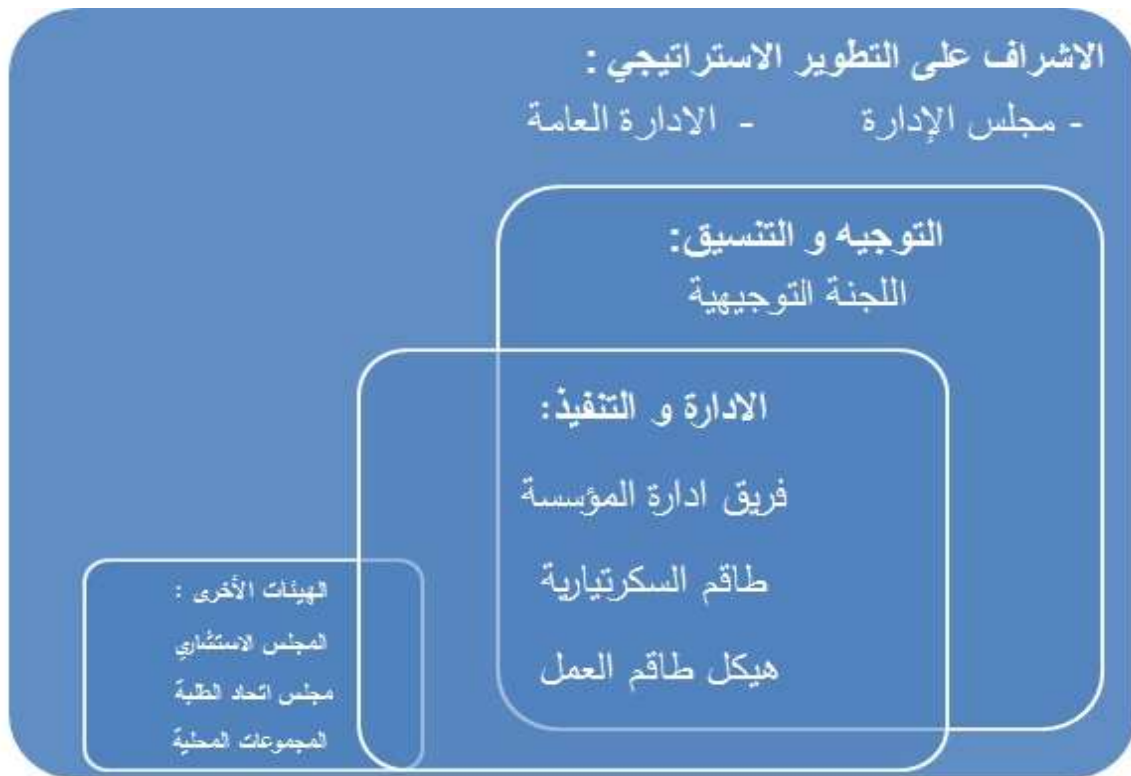 الاشراف على التطوير الاستراتيجي :
- مجلس الإدارة - الادارة العامة
التوجيه و التنسيق:
اللجنة التوجيهية
الادارة و التنفيذ:
فريق ادارة المؤسسة
طاقم السكرتيارية
هيكل طاقم العمل
الهيئات الأخرى :
المجلس الاستشاري
مجلس اتحاد الطلبة
المجموعات المحلية